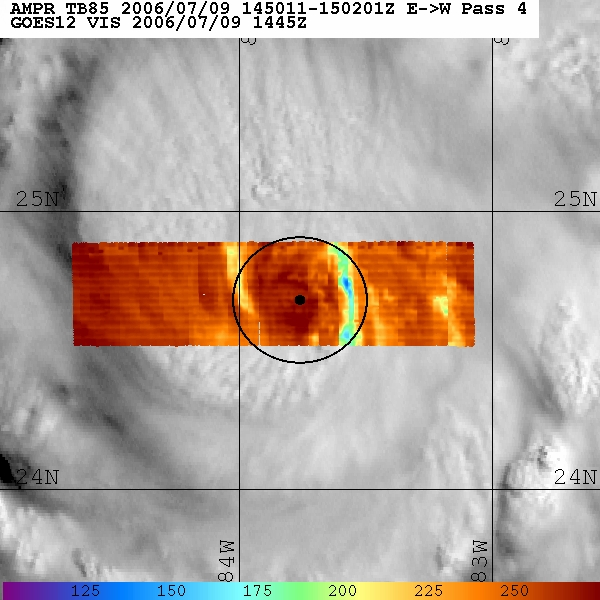 AMPR TB85 2006/07/09 145011-150201Z E->W Pass 4
GOES12 VIS 2006/07/09 1445Z
25N 25N
24N 24N
84W 83W
125 150 175 200 225 250